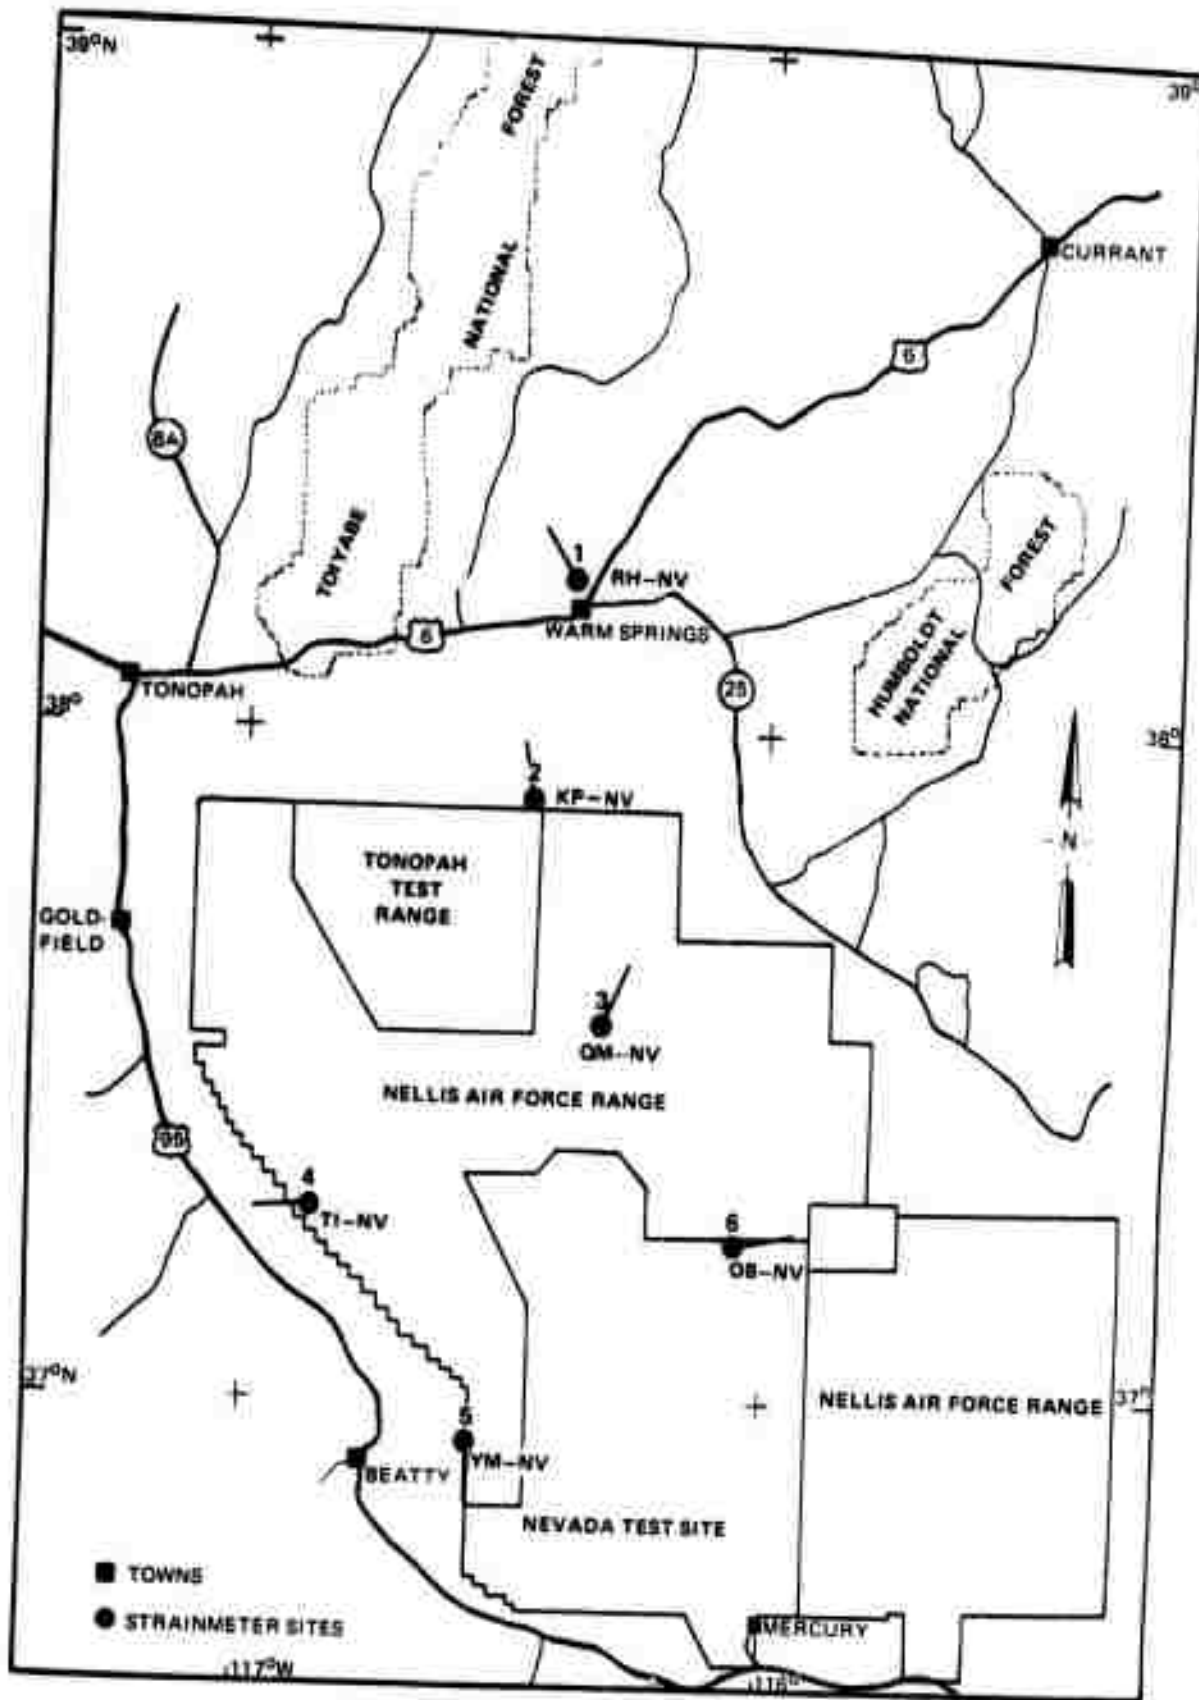 39°N
39°
FOREST
NATIONAL
TOIYABE
CURRANT
6
8A
1
RH-NV
WARM SPRINGS
6
FOREST
HUMBOLDT
NATIONAL
TONOPAH
38°
25
38°
2
KP-NV
TONOPAH
TEST
RANGE
N
GOLD-
FIELD
3
QM-NV
NELLIS AIR FORCE RANGE
95
4
TI-NV
6
OB-NV
37°N
NELLIS AIR FORCE RANGE
37°
5
YM-NV
BEATTY
NEVADA TEST SITE
TOWNS
STRAINMETER SITES
MERCURY
117°W
116°